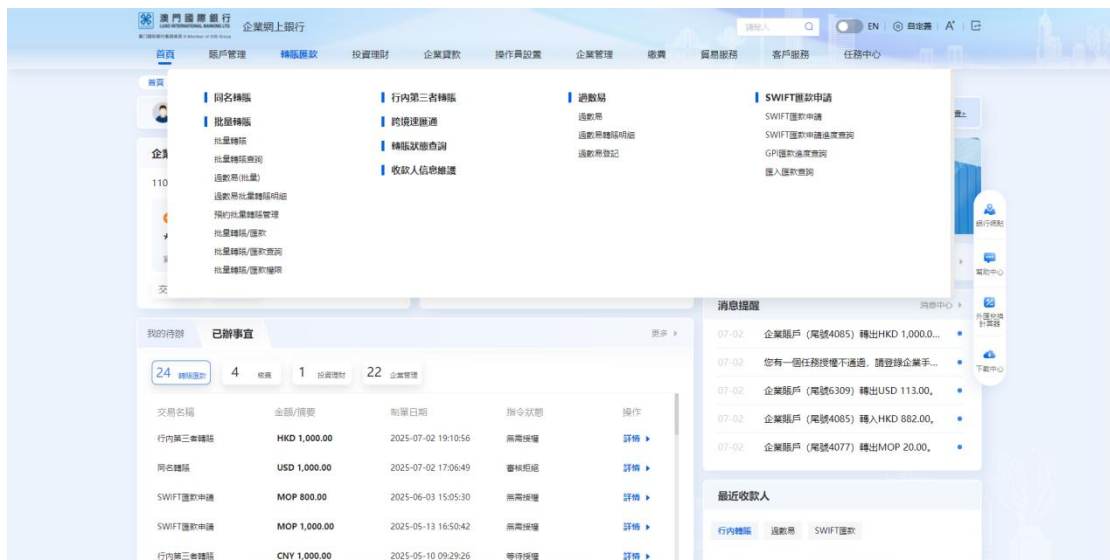 澳門國際銀行
LUSO INTERNATIONAL BANKING LTD.
企業網上銀行
請輸入
EN
自定義
A
首頁 賬戶管理 轉賬匯款 投資理財 企業貸款 操作員設置 企業管理 繳費 貿易服務 客戶服務 任務中心
首頁
同名轉賬
批量轉賬
批量轉賬
批量轉賬查詢
過數易(批量)
過數易批量轉賬明細
預約批量轉賬管理
批量轉賬/匯款
批量轉賬/匯款查詢
批量轉賬/匯款權限
行內第三者轉賬
跨境速匯通
轉賬狀態查詢
收款人信息維護
過數易
過數易
過數易轉賬明細
過數易登記
SWIFT匯款申請
SWIFT匯款申請
SWIFT匯款申請進度查詢
GPI匯款進度查詢
匯入匯款查詢
110
交
銀行網點
幫助中心
外匯兌換
計算器
下載中心
我的待辦 已辦事宜 更多
24 轉賬匯款 4 繳費 1 投資理財 22 企業管理
交易名稱 金額/摘要 制單日期 指令狀態 操作
行內第三者轉賬 HKD 1,000.00 2025-07-02 19:10:56 無需授權 詳情
同名轉賬 USD 1,000.00 2025-07-02 17:06:49 審核拒絕 詳情
SWIFT匯款申請 MOP 800.00 2025-06-03 15:05:30 無需授權 詳情
SWIFT匯款申請 MOP 1,000.00 2025-05-13 16:50:42 無需授權 詳情
行內第三者轉賬 CNY 1,000.00 2025-05-10 09:29:26 等待授權 詳情
消息提醒 消息中心
07-02 企業賬戶（尾號4085）轉出HKD 1,000.0...
07-02 您有一個任務授權不通過，請登錄企業手...
07-02 企業賬戶（尾號6309）轉出USD 113.00。
07-02 企業賬戶（尾號4085）轉入HKD 882.00。
07-02 企業賬戶（尾號4077）轉出MOP 20.00。
最近收款人
行內轉賬 過數易 SWIFT匯款